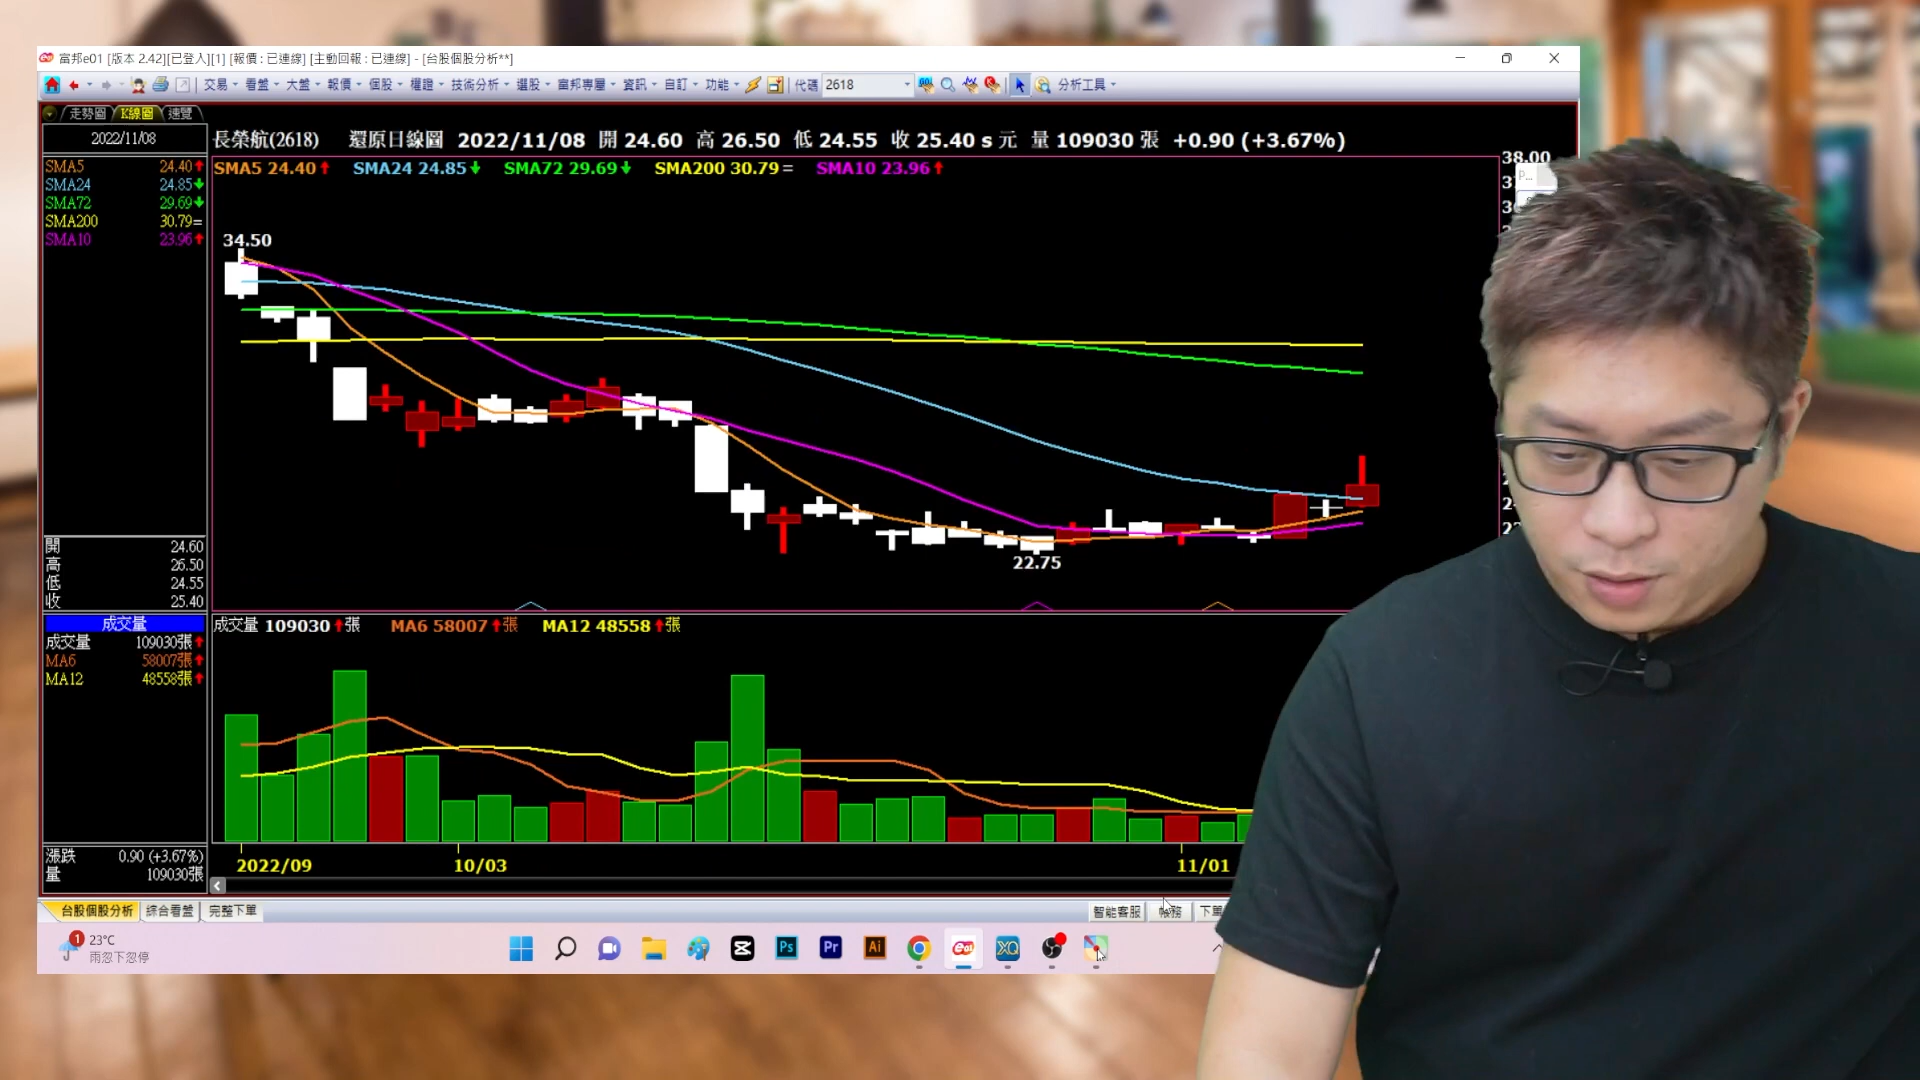 富邦e01 [版本 2.42][已登入][1] [報價 : 已連線] [主動回報 : 已連線] - [台股個股分析**]
交易 看盤 大盤 報價 個股 權證 技術分析 選股 富邦專屬 資訊 自訂 功能 代碼 2618 分析工具
走勢圖 K線圖 速覽
2022/11/08
長榮航(2618) 還原日線圖 2022/11/08 開 24.60 高 26.50 低 24.55 收 25.40 s 元 量 109030 張 +0.90 (+3.67%)
SMA5 24.40
SMA24 24.85
SMA72 29.69
SMA200 30.79=
SMA10 23.96
SMA5 24.40 SMA24 24.85 SMA72 29.69 SMA200 30.79= SMA10 23.96
38.00
34.50
22.75
開 24.60
高 26.50
低 24.55
收 25.40
成交量
成交量 109030張
MA6 58007張
MA12 48558張
成交量 109030 張 MA6 58007 張 MA12 48558 張
漲跌 0.90 (+3.67%)
量 109030張
2022/09 10/03 11/01
台股個股分析 綜合看盤 完整下單
智能客服 帳務 下單
1
23°C
雨忽下忽停
Ps Pr Ai e01 XQ